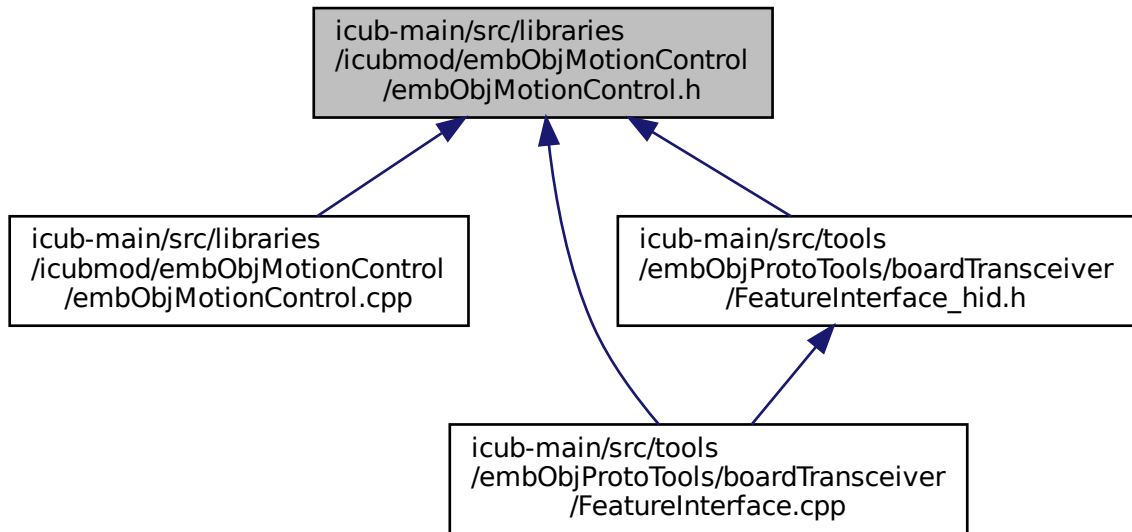 icub-main/src/libraries
/icubmod/embObjMotionControl
/embObjMotionControl.h
icub-main/src/libraries
/icubmod/embObjMotionControl
/embObjMotionControl.cpp
icub-main/src/tools
/embObjProtoTools/boardTransceiver
/FeatureInterface_hid.h
icub-main/src/tools
/embObjProtoTools/boardTransceiver
/FeatureInterface.cpp